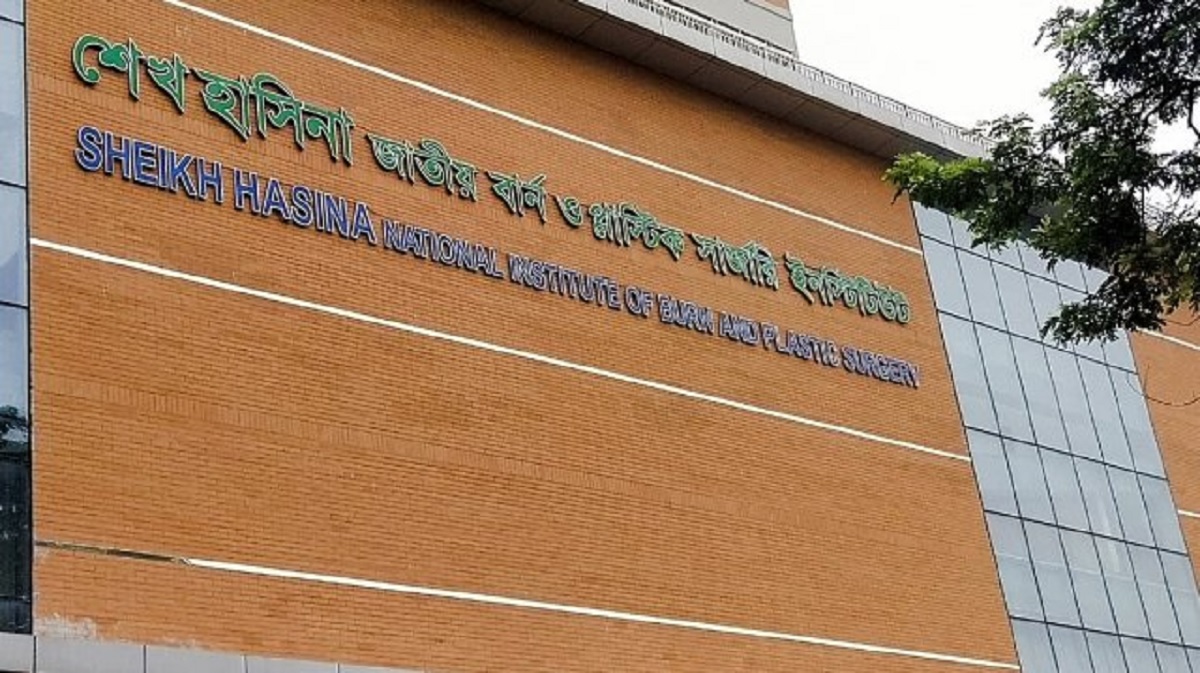 শেখ হাসিনা জাতীয় বার্ন ও প্লাস্টিক সার্জারি ইনস্টিটিউট
SHEIKH HASINA NATIONAL INSTITUTE OF BURN AND PLASTIC SURGERY